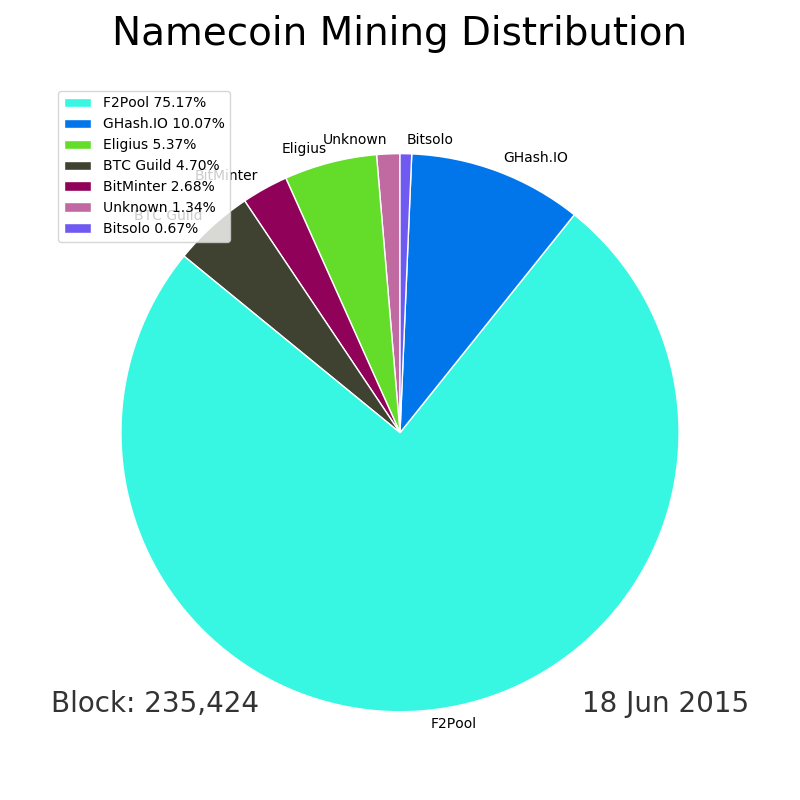 Namecoin Mining Distribution
F2Pool 75.17%
GHash.IO 10.07%
Eligius 5.37%
BTC Guild 4.70%
BitMinter 2.68%
Unknown 1.34%
Bitsolo 0.67%
Unknown
Bitsolo
Eligius
GHash.IO
BitMinter
BTC Guild
F2Pool
Block: 235,424
18 Jun 2015